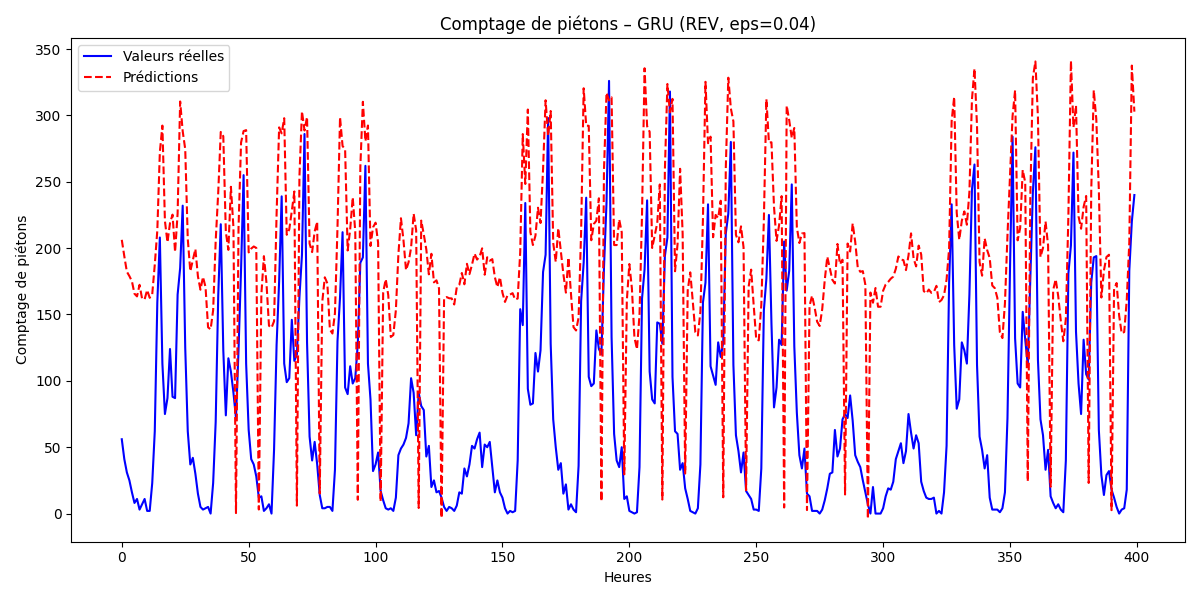 Comptage de piétons – GRU (REV, eps=0.04)
Valeurs réelles
Prédictions
Comptage de piétons
350
300
250
200
150
100
50
0
0 50 100 150 200 250 300 350 400
Heures